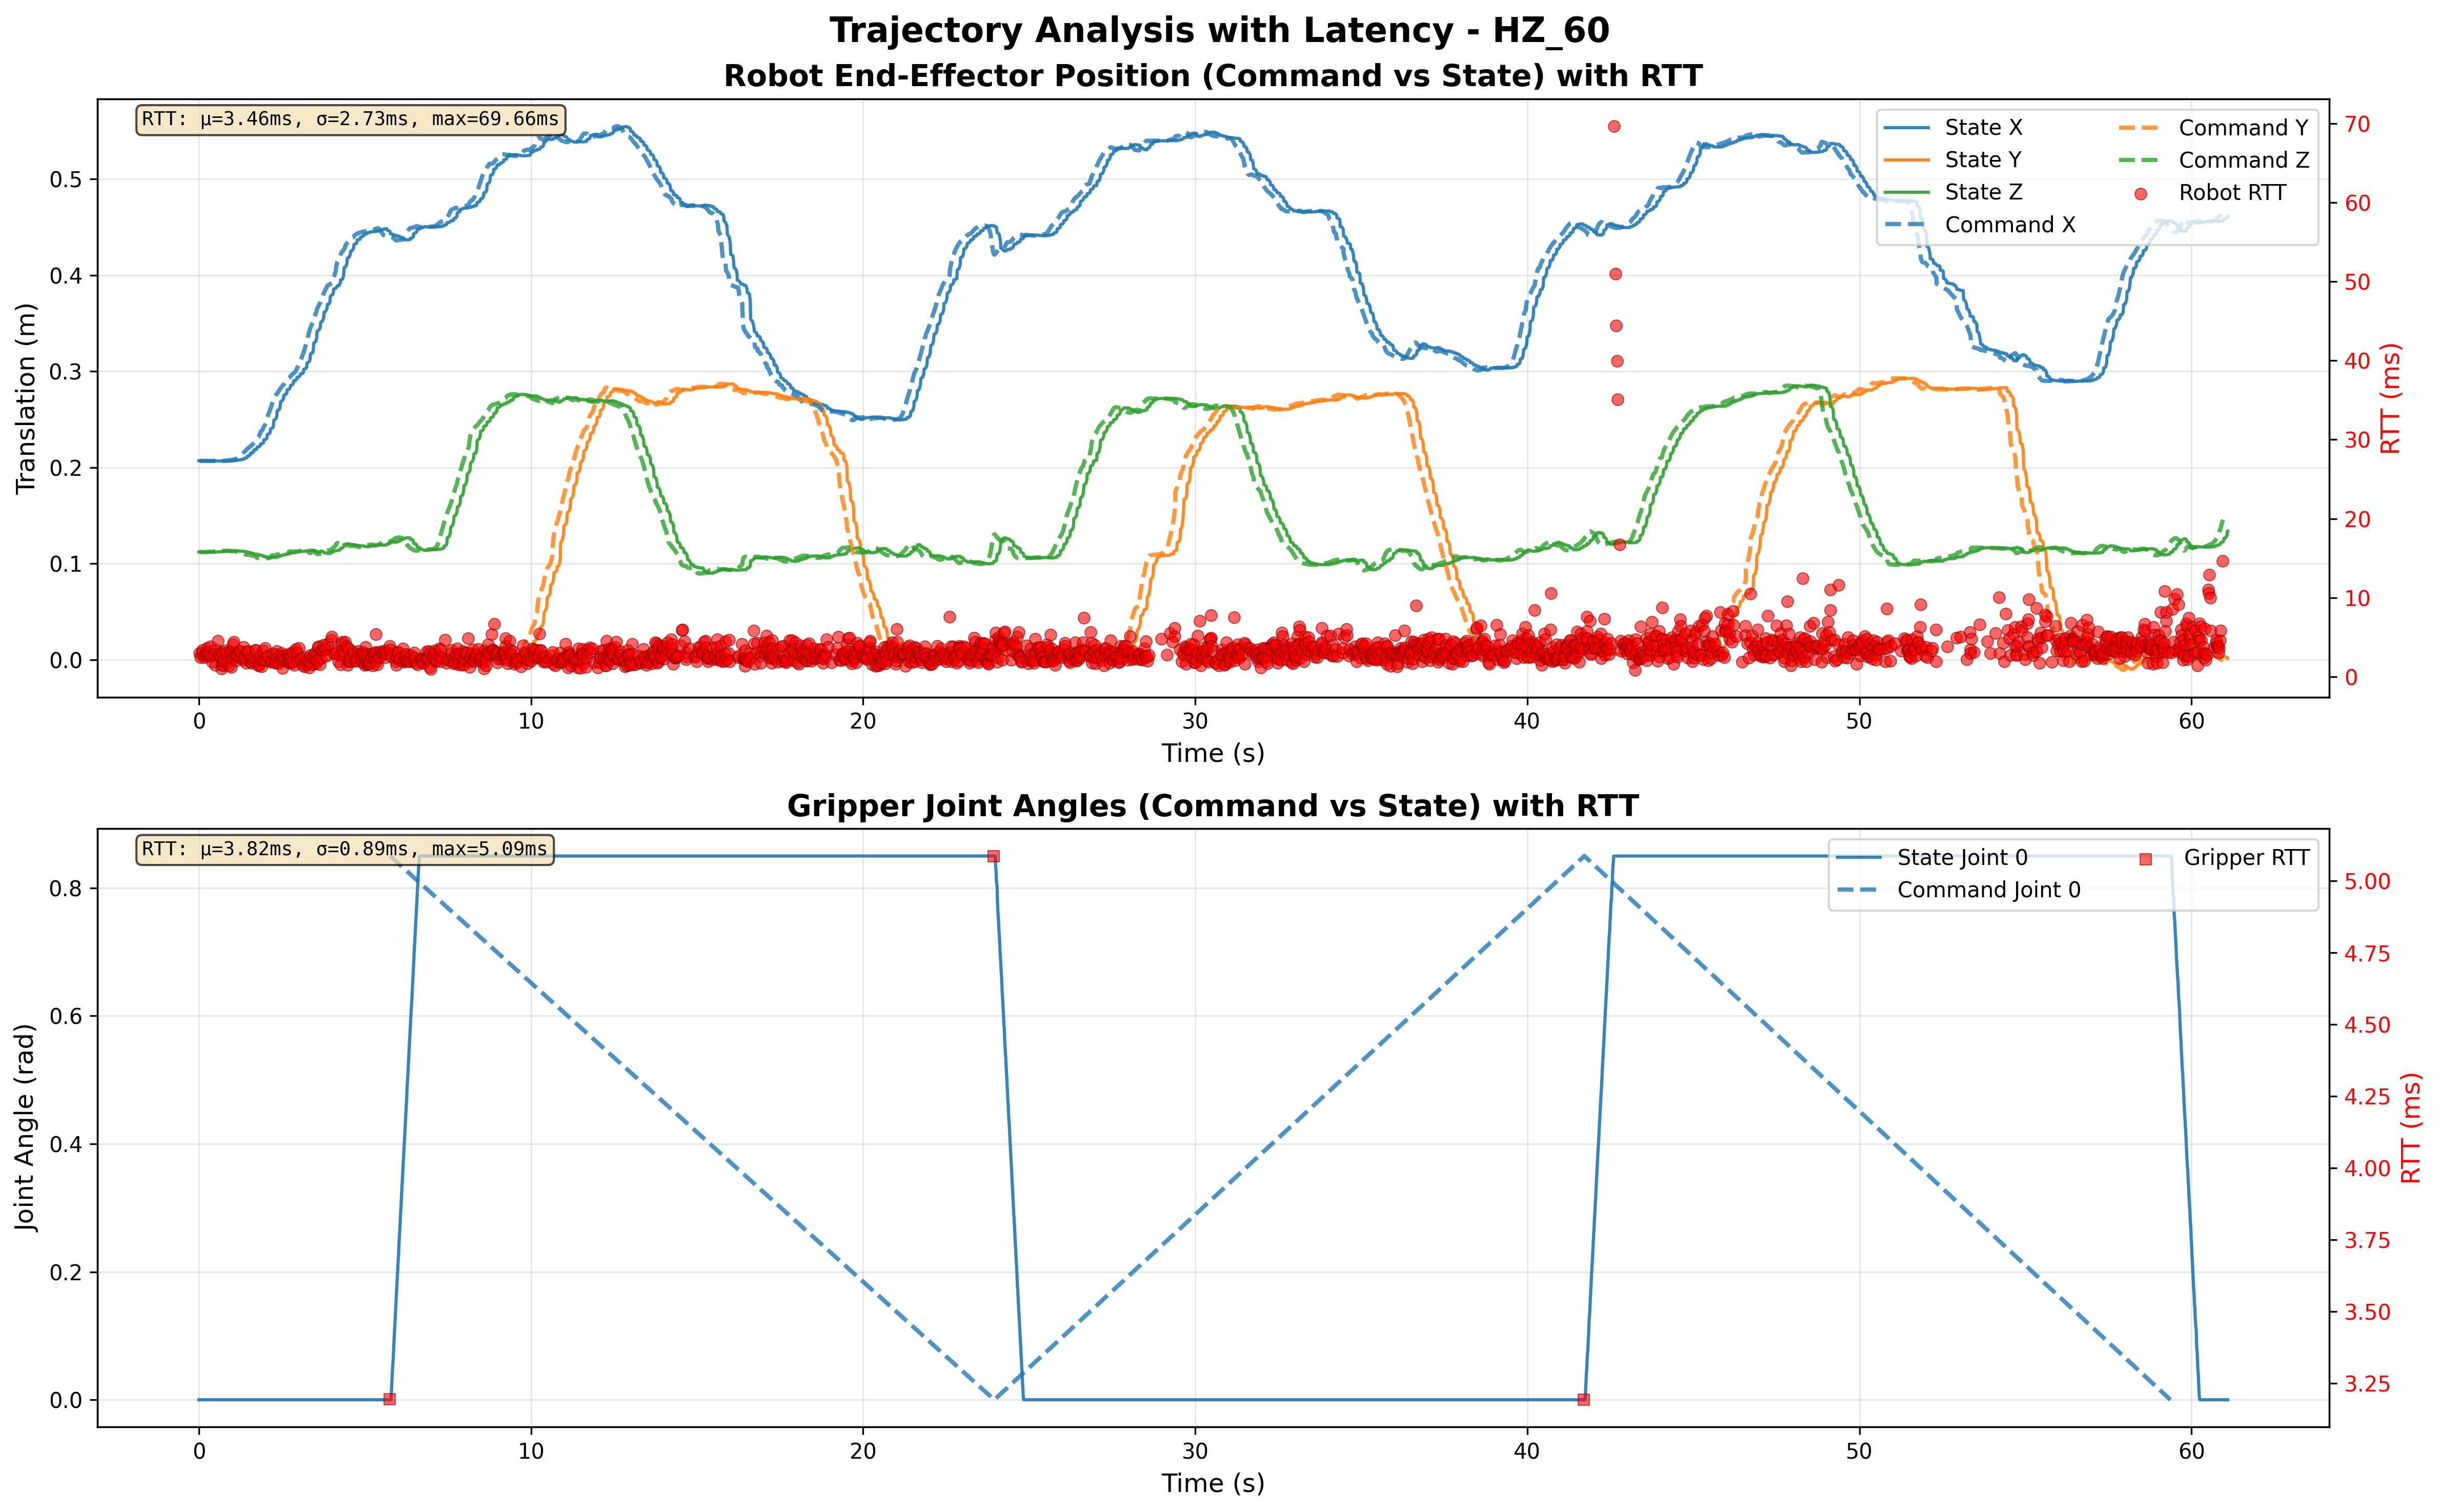 Trajectory Analysis with Latency - HZ_60
Robot End-Effector Position (Command vs State) with RTT
RTT: μ=3.46ms, σ=2.73ms, max=69.66ms
State X
State Y
State Z
Command X
Command Y
Command Z
Robot RTT
Translation (m)
0.5
0.4
0.3
0.2
0.1
0.0
70
60
50
40
30
20
10
0
RTT (ms)
0 10 20 30 40 50 60
Time (s)
Gripper Joint Angles (Command vs State) with RTT
RTT: μ=3.82ms, σ=0.89ms, max=5.09ms
State Joint 0
Command Joint 0
Gripper RTT
Joint Angle (rad)
0.8
0.6
0.4
0.2
0.0
5.00
4.75
4.50
4.25
4.00
3.75
3.50
3.25
RTT (ms)
0 10 20 30 40 50 60
Time (s)